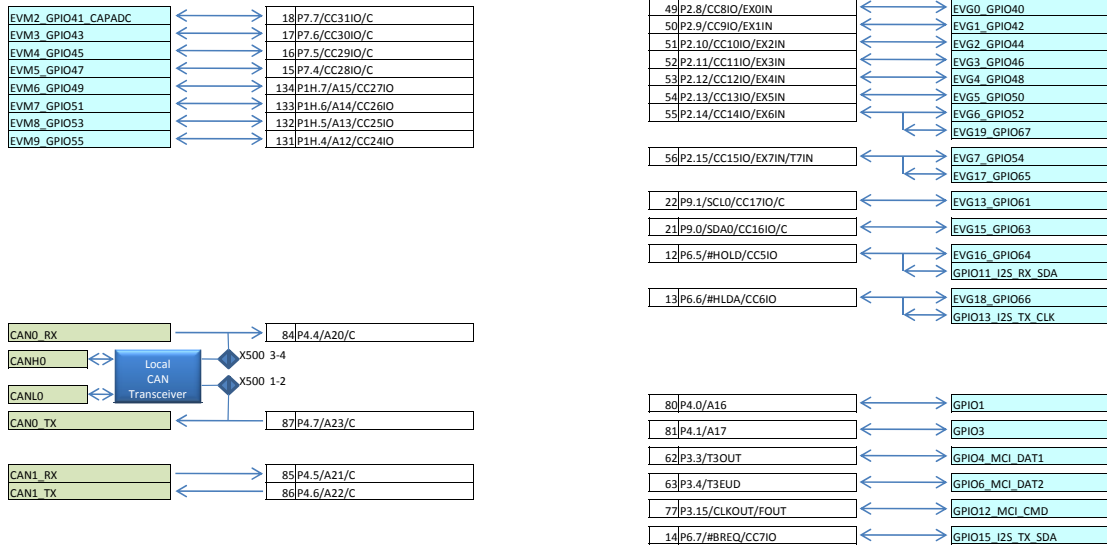 EVM2_GPIO41_CAPADC 18 P7.7/CC31IO/C
EVM3_GPIO43 17 P7.6/CC30IO/C
EVM4_GPIO45 16 P7.5/CC29IO/C
EVM5_GPIO47 15 P7.4/CC28IO/C
EVM6_GPIO49 134 P1H.7/A15/CC27IO
EVM7_GPIO51 133 P1H.6/A14/CC26IO
EVM8_GPIO53 132 P1H.5/A13/CC25IO
EVM9_GPIO55 131 P1H.4/A12/CC24IO
CAN0_RX 84 P4.4/A20/C
CANH0
Local
CAN
Transceiver
X500 3-4
X500 1-2
CANL0
CAN0_TX 87 P4.7/A23/C
CAN1_RX 85 P4.5/A21/C
CAN1_TX 86 P4.6/A22/C
49 P2.8/CC8IO/EX0IN EVG0_GPIO40
50 P2.9/CC9IO/EX1IN EVG1_GPIO42
51 P2.10/CC10IO/EX2IN EVG2_GPIO44
52 P2.11/CC11IO/EX3IN EVG3_GPIO46
53 P2.12/CC12IO/EX4IN EVG4_GPIO48
54 P2.13/CC13IO/EX5IN EVG5_GPIO50
55 P2.14/CC14IO/EX6IN EVG6_GPIO52
EVG19_GPIO67
56 P2.15/CC15IO/EX7IN/T7IN EVG7_GPIO54
EVG17_GPIO65
22 P9.1/SCL0/CC17IO/C EVG13_GPIO61
21 P9.0/SDA0/CC16IO/C EVG15_GPIO63
12 P6.5/#HOLD/CC5IO EVG16_GPIO64
GPIO11_I2S_RX_SDA
13 P6.6/#HLDA/CC6IO EVG18_GPIO66
GPIO13_I2S_TX_CLK
80 P4.0/A16 GPIO1
81 P4.1/A17 GPIO3
62 P3.3/T3OUT GPIO4_MCI_DAT1
63 P3.4/T3EUD GPIO6_MCI_DAT2
77 P3.15/CLKOUT/FOUT GPIO12_MCI_CMD
14 P6.7/#BREQ/CC7IO GPIO15_I2S_TX_SDA